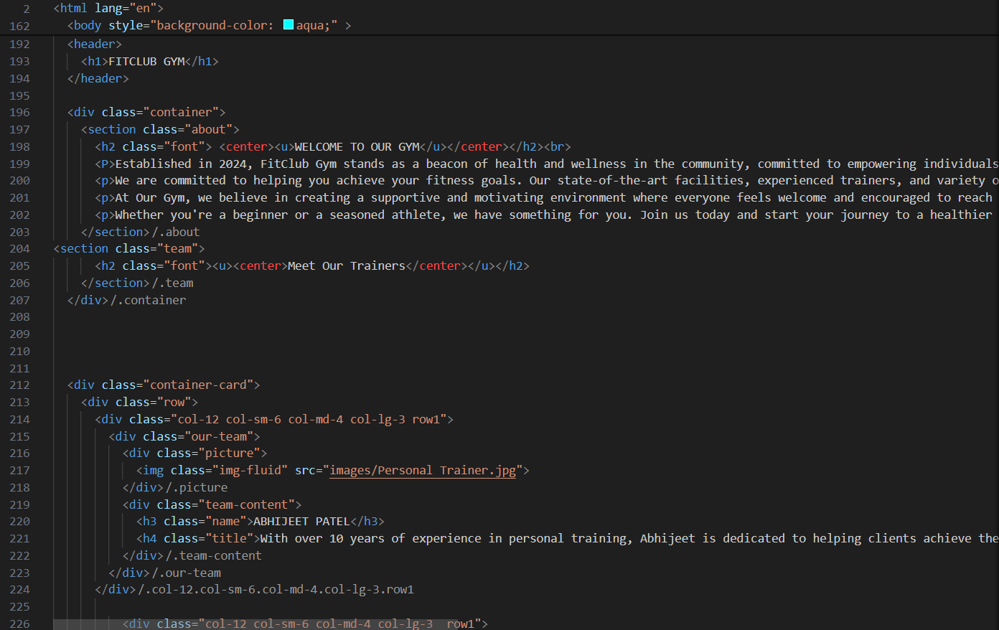 2 <html lang="en">
162 <body style="background-color: aqua;" >
192 <header>
193 <h1>FITCLUB GYM</h1>
194 </header>
195
196 <div class="container">
197 <section class="about">
198 <h2 class="font"> <center><u>WELCOME TO OUR GYM</u></center></h2><br>
199 <P>Established in 2024, FitClub Gym stands as a beacon of health and wellness in the community, committed to empowering individuals
200 <p>We are committed to helping you achieve your fitness goals. Our state-of-the-art facilities, experienced trainers, and variety o
201 <p>At Our Gym, we believe in creating a supportive and motivating environment where everyone feels welcome and encouraged to reach
202 <p>Whether you're a beginner or a seasoned athlete, we have something for you. Join us today and start your journey to a healthier
203 </section>/.about
204 <section class="team">
205 <h2 class="font"><u><center>Meet Our Trainers</center></u></h2>
206 </section>/.team
207 </div>/.container
208
209
210
211
212 <div class="container-card">
213 <div class="row">
214 <div class="col-12 col-sm-6 col-md-4 col-lg-3 row1">
215 <div class="our-team">
216 <div class="picture">
217 <img class="img-fluid" src="images/Personal Trainer.jpg">
218 </div>/.picture
219 <div class="team-content">
220 <h3 class="name">ABHIJEET PATEL</h3>
221 <h4 class="title">With over 10 years of experience in personal training, Abhijeet is dedicated to helping clients achieve the
222 </div>/.team-content
223 </div>/.our-team
224 </div>/.col-12.col-sm-6.col-md-4.col-lg-3.row1
225
226 <div class="col-12 col-sm-6 col-md-4 col-lg-3  row1">